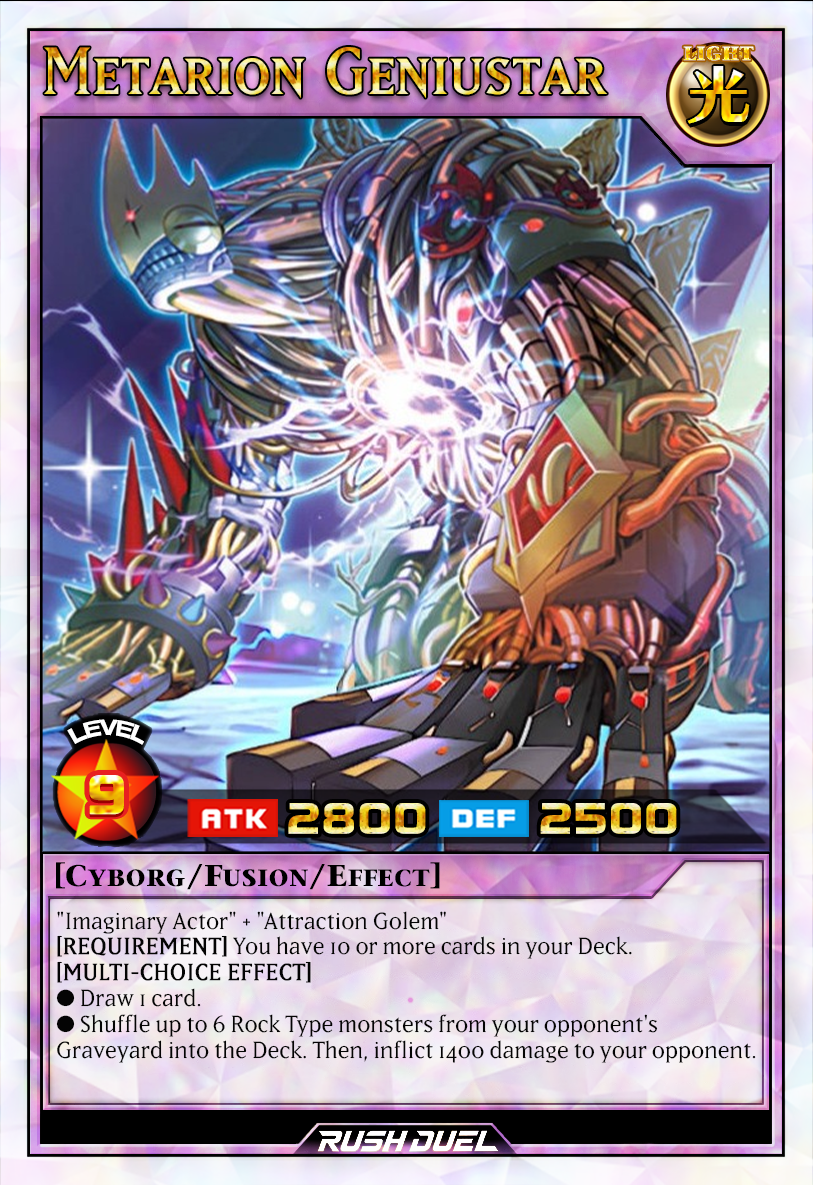 METARION GENIUSTAR
LIGHT
光
LEVEL
9
ATK 2800 DEF 2500
[CYBORG/FUSION/EFFECT]
"Imaginary Actor" + "Attraction Golem"
[REQUIREMENT] You have 10 or more cards in your Deck.
[MULTI-CHOICE EFFECT]
● Draw 1 card.
● Shuffle up to 6 Rock Type monsters from your opponent's
Graveyard into the Deck. Then, inflict 1400 damage to your opponent.
RUSH DUEL